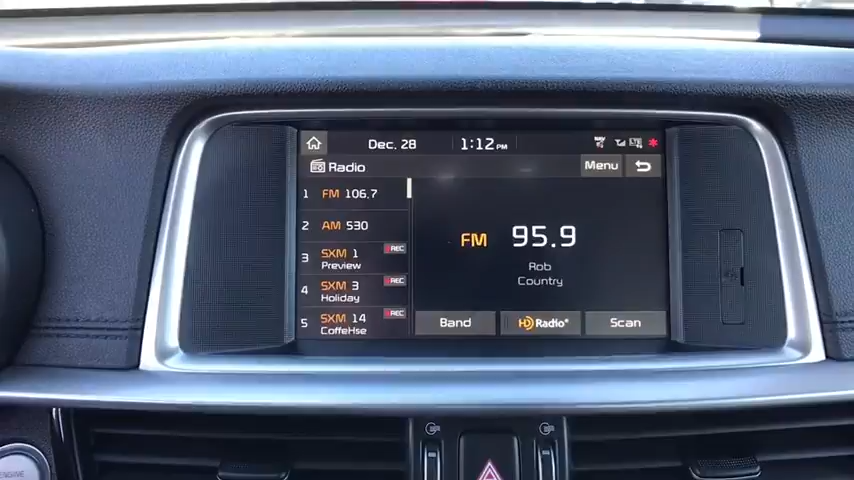 Dec. 28
1:12 PM
Radio
Menu
1 FM 106.7
2 AM 530
3 SXM 1 REC
Preview
4 SXM 3 REC
Holiday
5 SXM 14 REC
CoffeHse
FM 95.9
Rob
Country
Band
HD Radio®
Scan
ENGINE